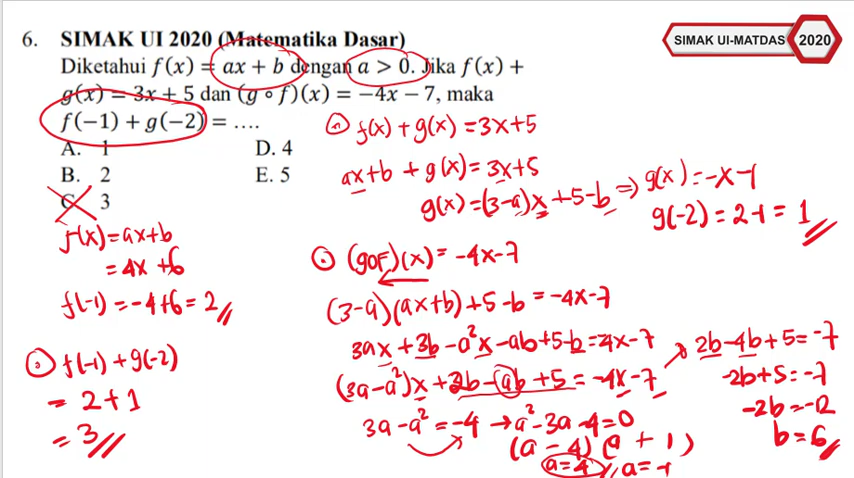 6. SIMAK UI 2020 (Matematika Dasar)
SIMAK UI-MATDAS 2020
Diketahui f(x) = ax + b dengan a > 0. Jika f(x) +
g(x) = 3x + 5 dan (g ∘ f)(x) = −4x − 7, maka
f(−1) + g(−2) = ....
A. 1
B. 2
C. 3
D. 4
E. 5
f(x)=ax+b
= 4x +6
f(-1) = -4+6 = 2
f(-1) + g(-2)
= 2+1
= 3
f(x) + g(x) = 3x+5
ax+b + g(x) = 3x+5
g(x) = (3-a)x + 5-b ⇒ g(x) = -x-1
g(-2) = 2-1 = 1
(gof)(x) = -4x-7
(3-a)(ax+b)+5-b = -4x-7
3ax + 3b - a²x - ab + 5-b = -4x-7
(3a-a²)x + 2b - ab + 5 = -4x-7
3a - a² = -4 → a² - 3a - 4 = 0
(a - 4)(a + 1)
a=4, a=-1
2b - 4b + 5 = -7
-2b+5 = -7
-2b = -12
b = 6